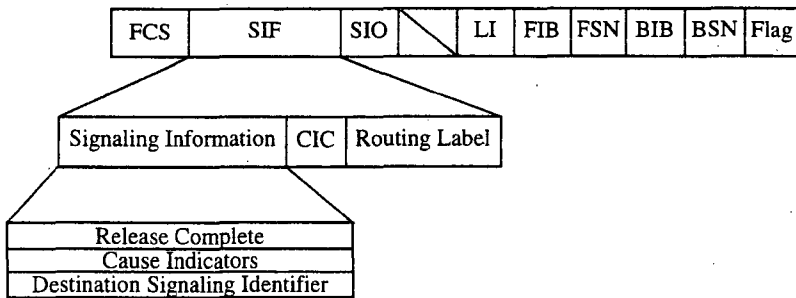 FCS SIF SIO LI FIB FSN BIB BSN Flag
Signaling Information CIC Routing Label
Release Complete
Cause Indicators
Destination Signaling Identifier